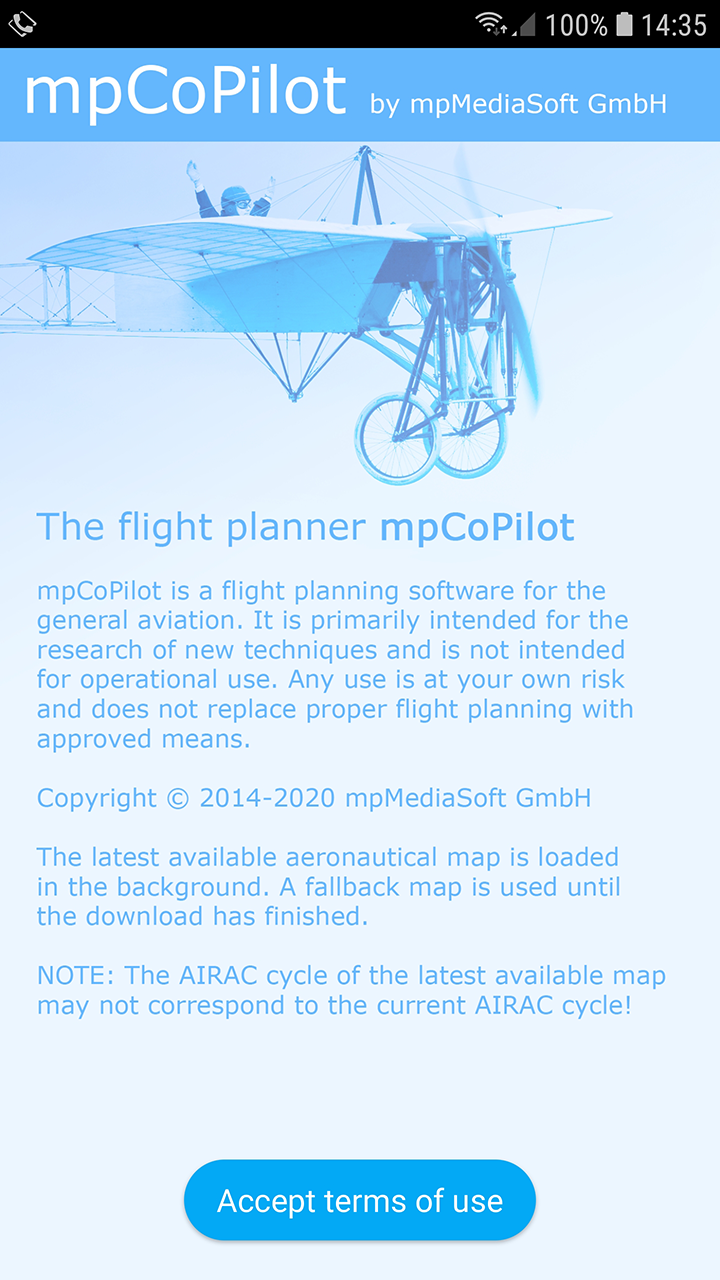 100% 14:35
mpCoPilot by mpMediaSoft GmbH
The flight planner mpCoPilot
mpCoPilot is a flight planning software for the
general aviation. It is primarily intended for the
research of new techniques and is not intended
for operational use. Any use is at your own risk
and does not replace proper flight planning with
approved means.
Copyright © 2014-2020 mpMediaSoft GmbH
The latest available aeronautical map is loaded
in the background. A fallback map is used until
the download has finished.
NOTE: The AIRAC cycle of the latest available map
may not correspond to the current AIRAC cycle!
Accept terms of use